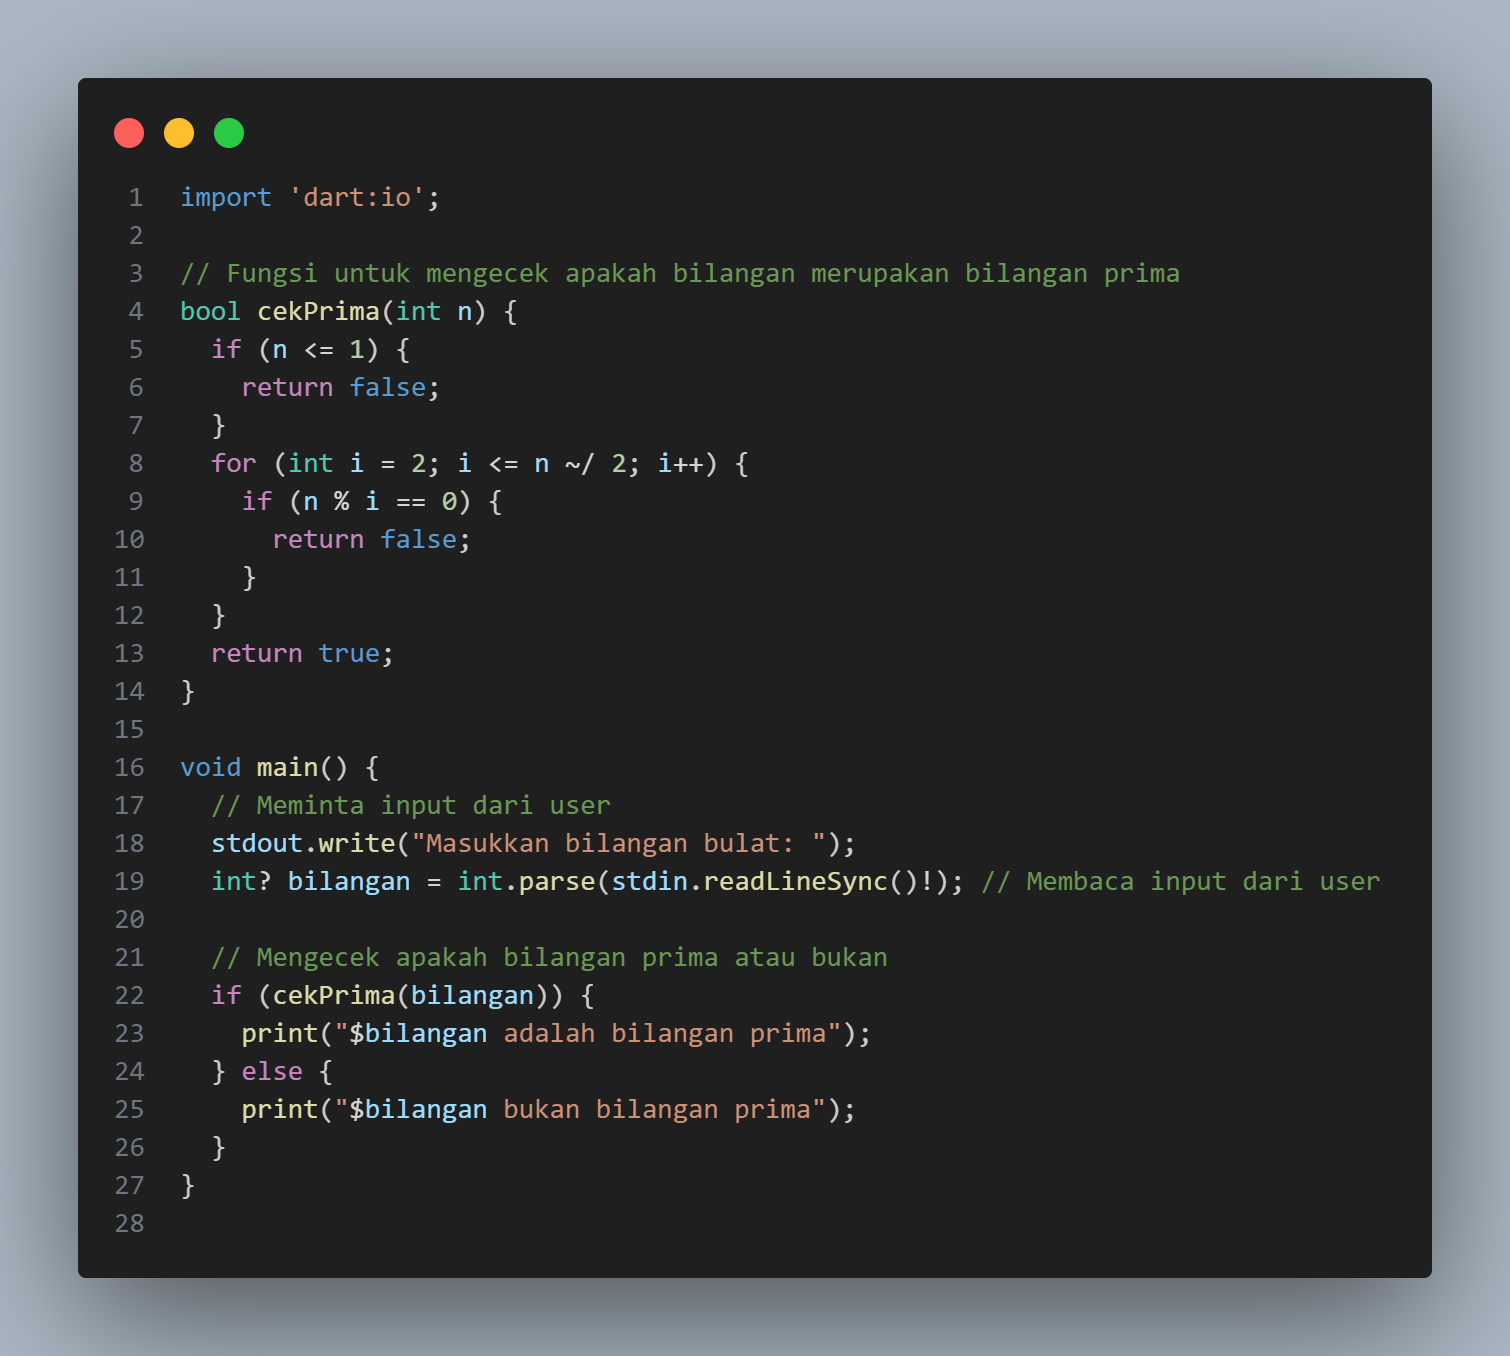 1 import 'dart:io';
2
3 // Fungsi untuk mengecek apakah bilangan merupakan bilangan prima
4 bool cekPrima(int n) {
5   if (n <= 1) {
6     return false;
7   }
8   for (int i = 2; i <= n ~/ 2; i++) {
9     if (n % i == 0) {
10       return false;
11     }
12   }
13   return true;
14 }
15
16 void main() {
17   // Meminta input dari user
18   stdout.write("Masukkan bilangan bulat: ");
19   int? bilangan = int.parse(stdin.readLineSync()!); // Membaca input dari user
20
21   // Mengecek apakah bilangan prima atau bukan
22   if (cekPrima(bilangan)) {
23     print("$bilangan adalah bilangan prima");
24   } else {
25     print("$bilangan bukan bilangan prima");
26   }
27 }
28